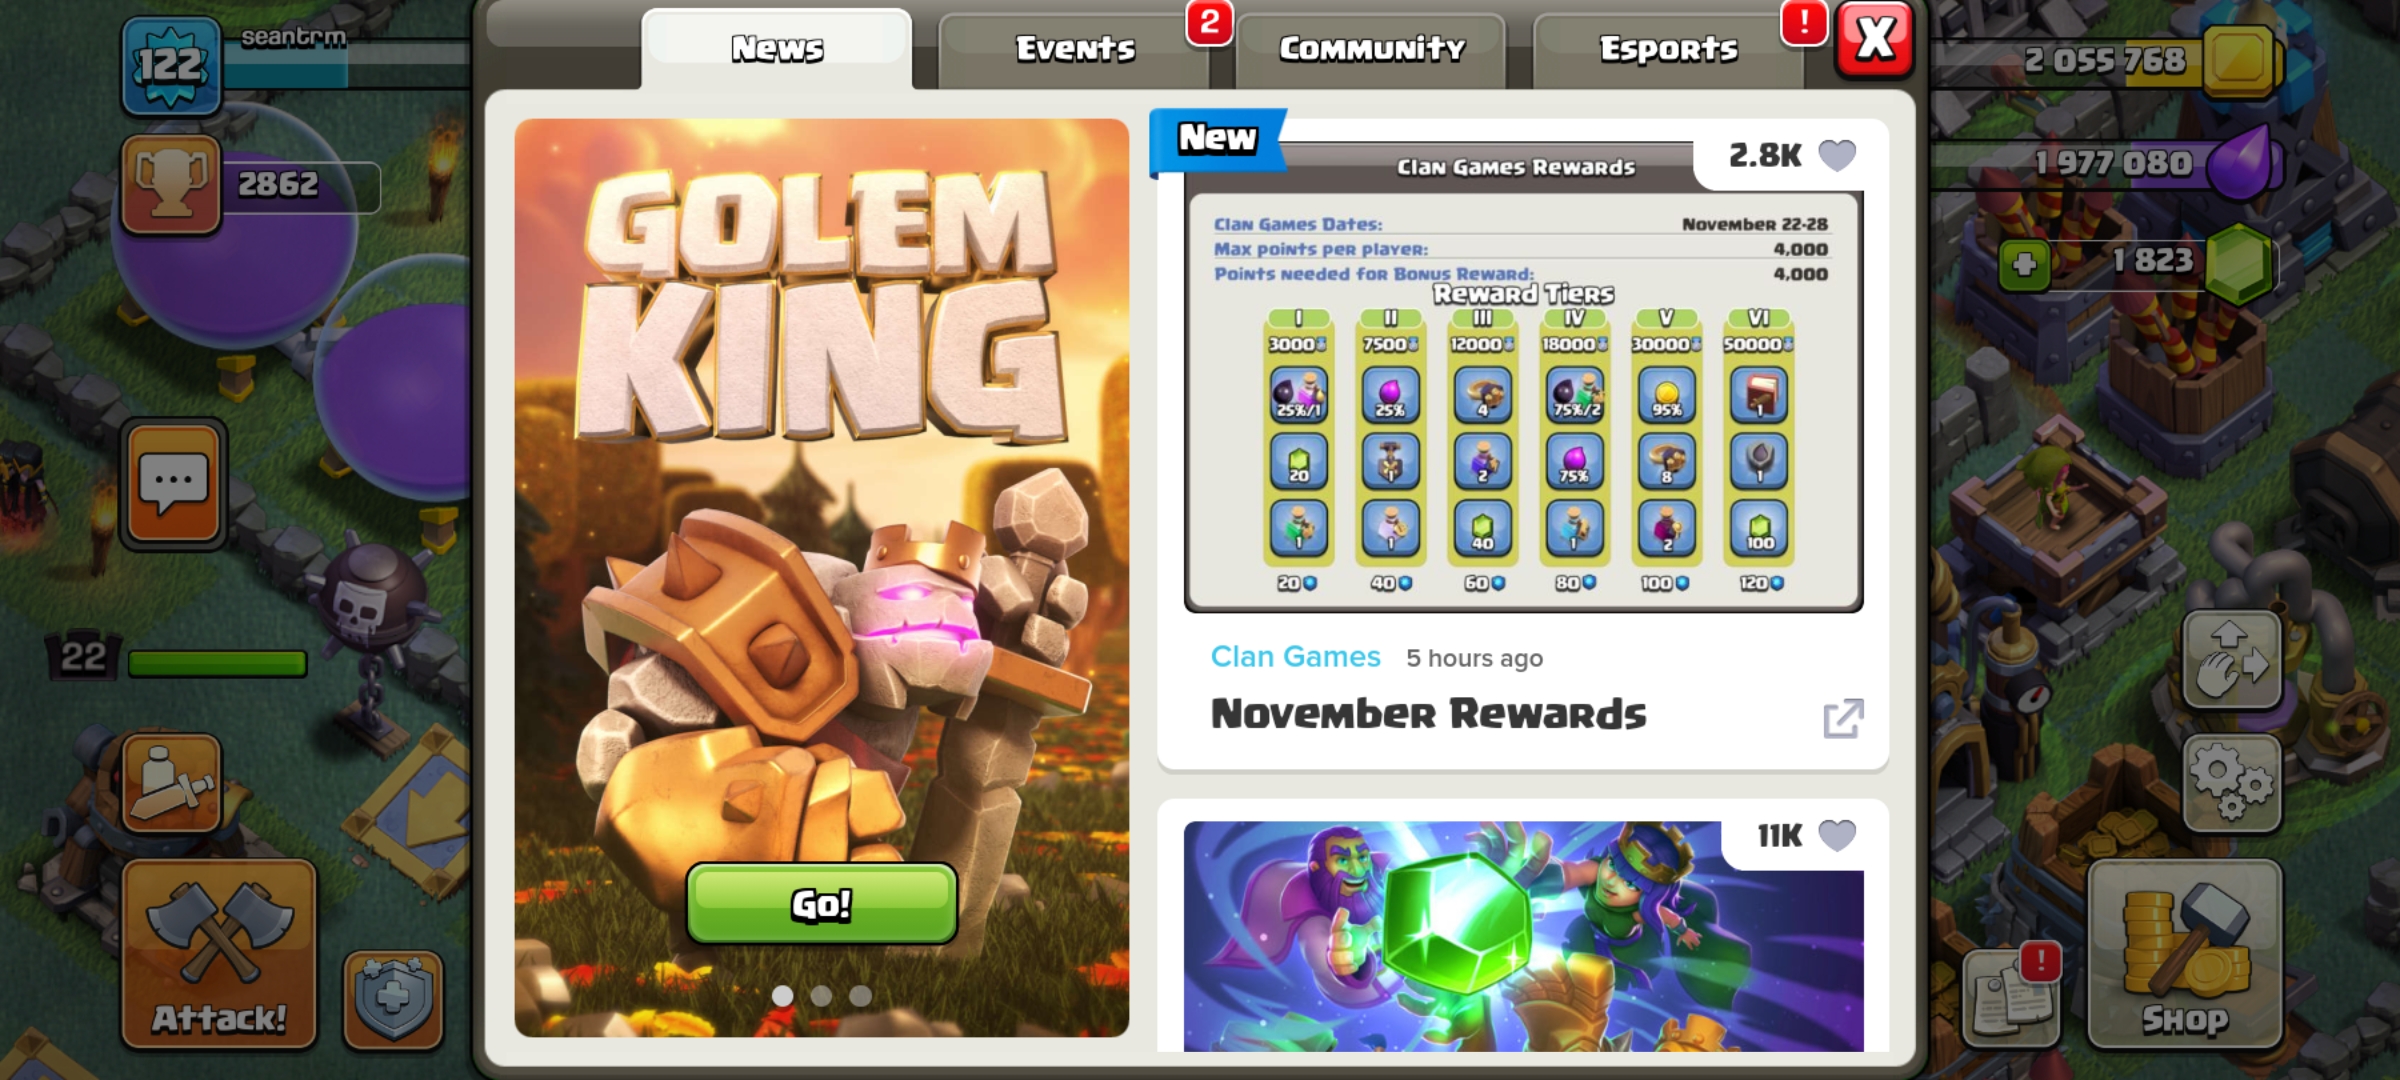 122
seantrm
2862
22
Attack!
News
Events
2
Community
Esports
!
X
GOLEM
KING
Go!
New
2.8K
Clan Games Rewards
Clan Games Dates: November 22-28
Max points per player: 4,000
Points needed for Bonus Reward: 4,000
Reward Tiers
I II III IV V VI
3000 7500 12000 18000 30000 50000
25%/1 25% 4 75%/2 95% 1
20 1 2 75% 8 1
1 1 40 1 2 100
20 40 60 80 100 120
Clan Games 5 hours ago
November Rewards
11K
2 055 768
1 977 080
1 823
!
Shop